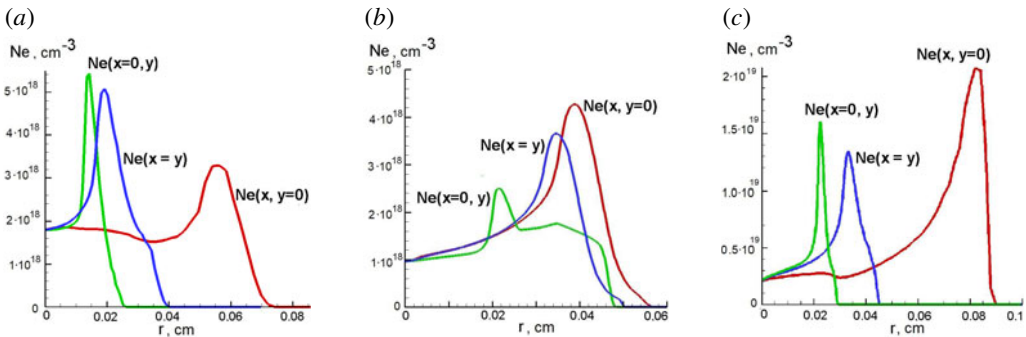 (a)
Ne , cm-3
Ne(x=0,y)
5·10¹⁸
4·10¹⁸
Ne(x = y)
3·10¹⁸
Ne(x, y=0)
2·10¹⁸
1·10¹⁸
0
0 0.02 0.04 0.06 0.08
r, cm
(b)
Ne , cm-3
5·10¹⁸
Ne(x, y=0)
4·10¹⁸
Ne(x = y)
3·10¹⁸
Ne(x=0, y)
2·10¹⁸
1·10¹⁸
0
0 0.02 0.04 0.06
r, cm
(c)
Ne , cm-3
Ne(x, y=0)
2·10¹⁹
Ne(x=0, y)
1.5·10¹⁹
Ne(x = y)
1·10¹⁹
0.5·10¹⁹
0
0 0.02 0.04 0.06 0.08 0.1
r, cm